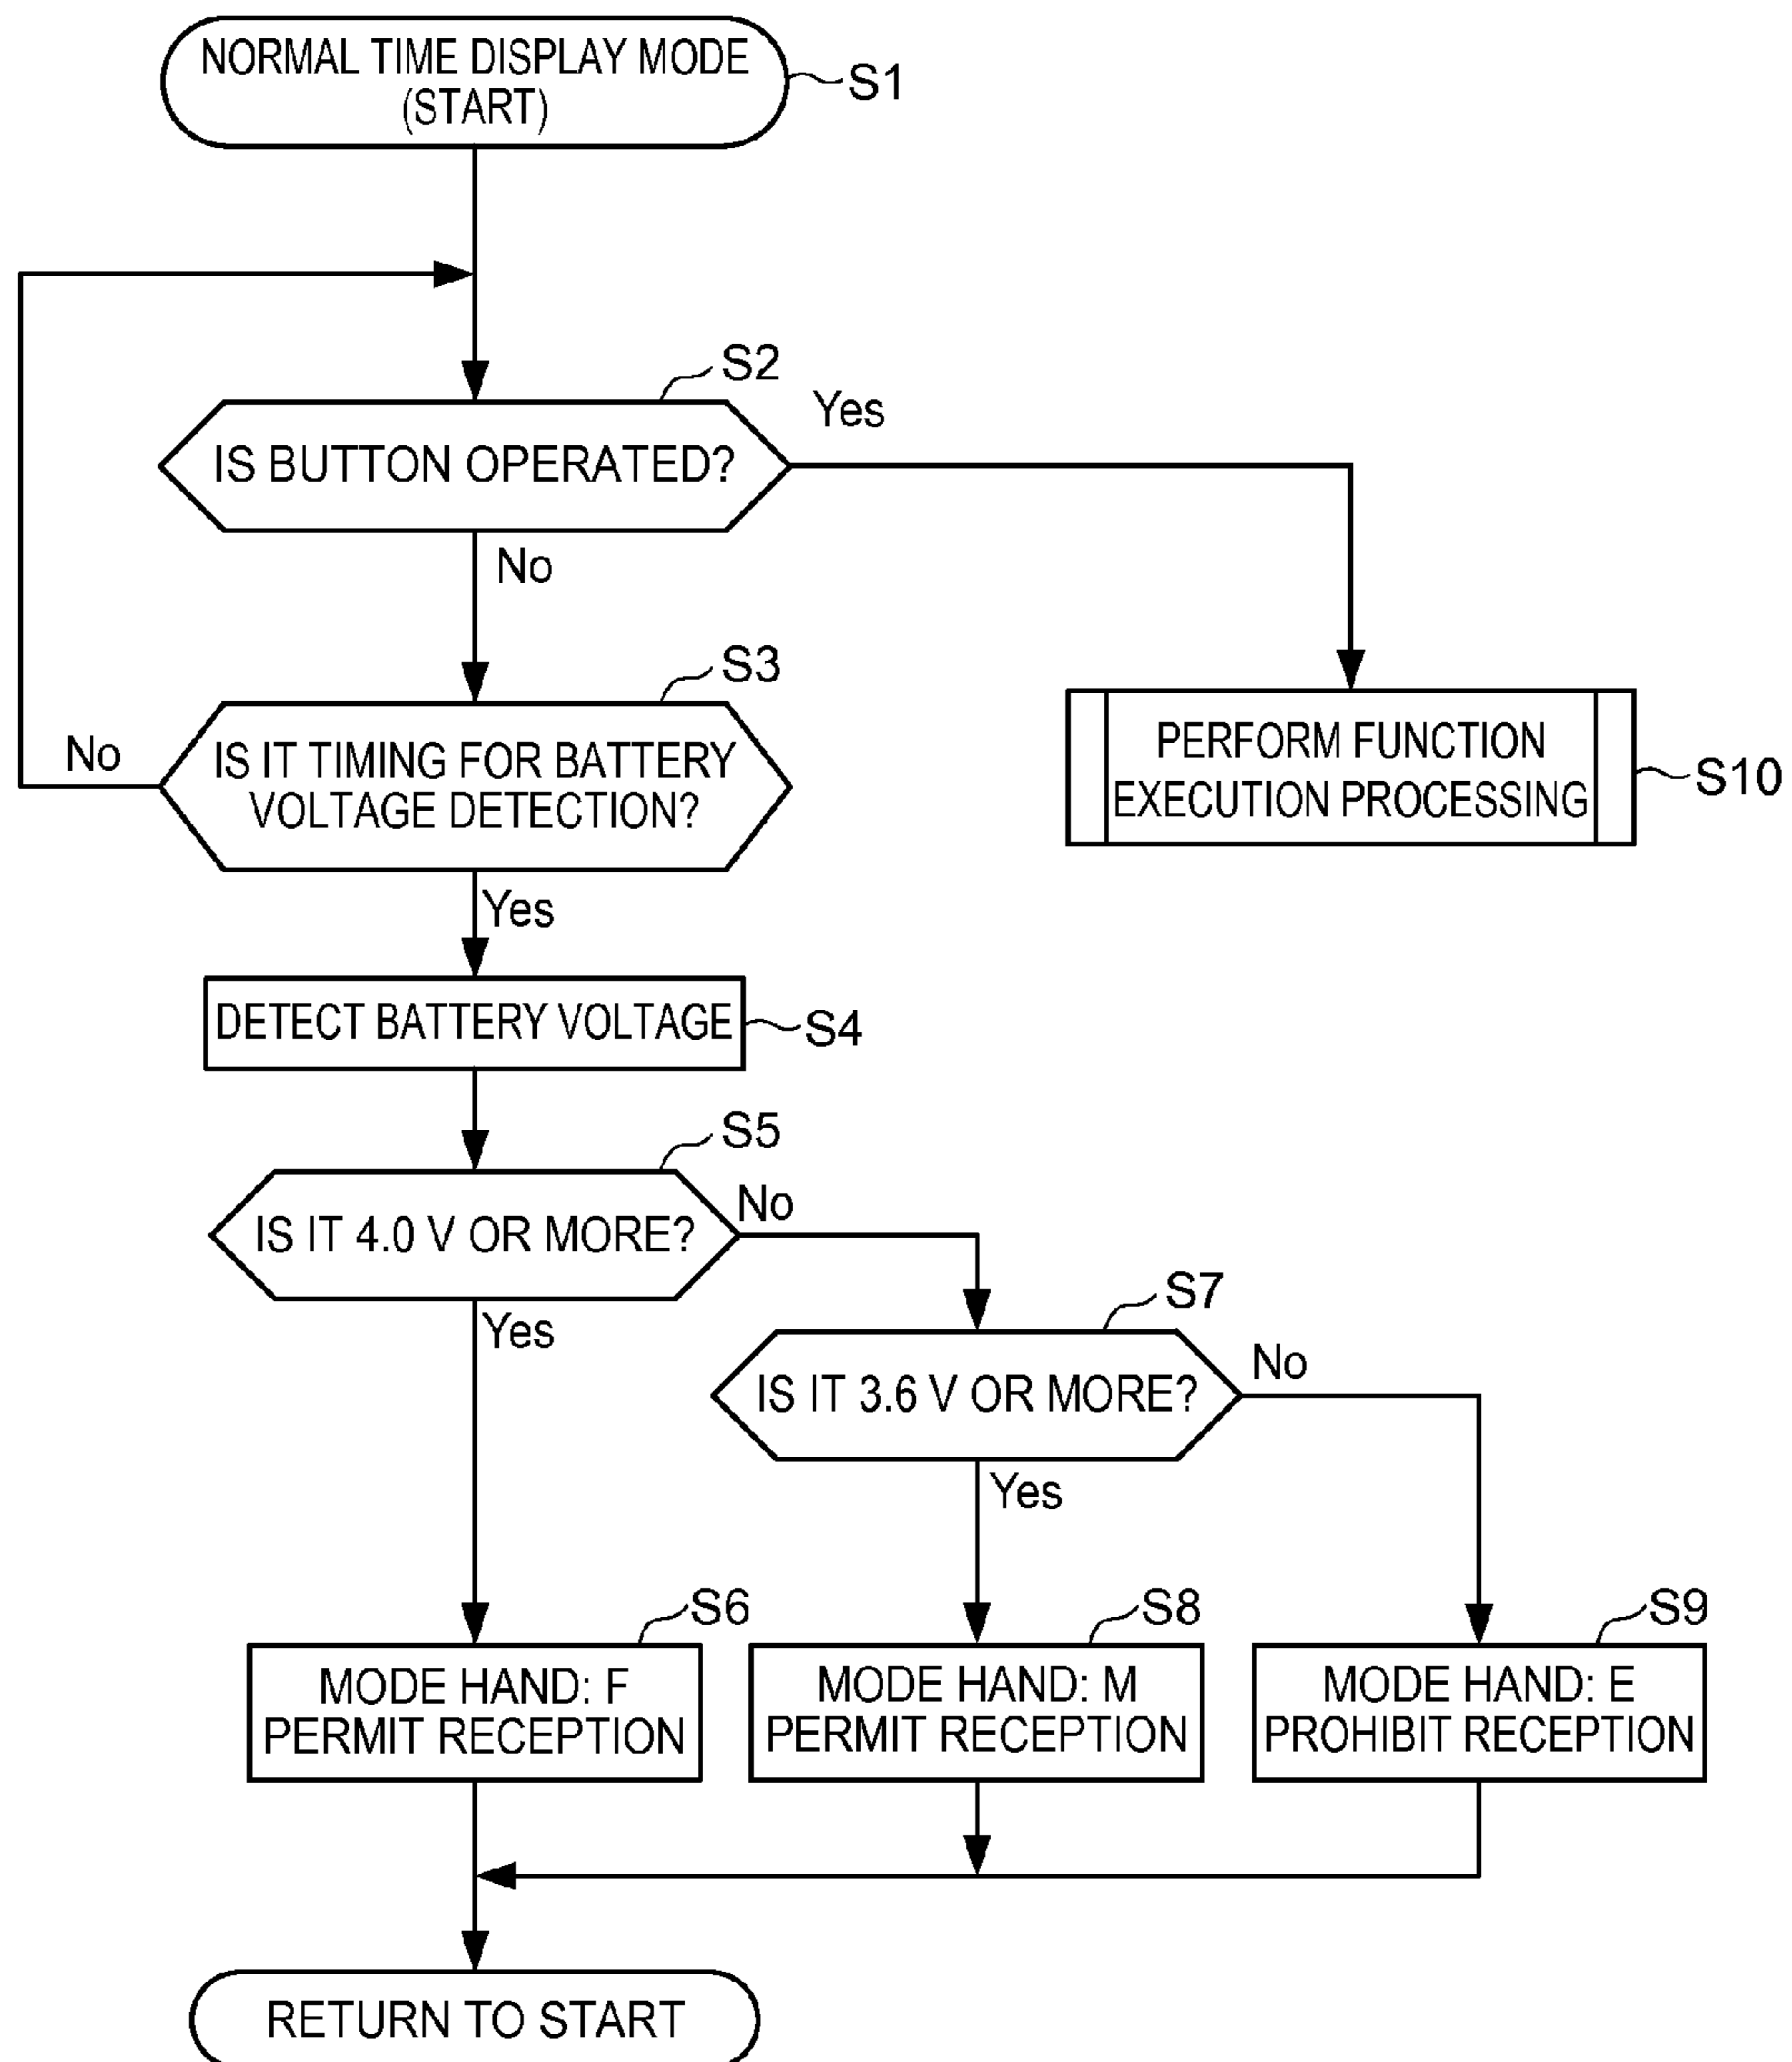 NORMAL TIME DISPLAY MODE
(START)
S1
S2
Yes
IS BUTTON OPERATED?
No
S3
No
IS IT TIMING FOR BATTERY
VOLTAGE DETECTION?
PERFORM FUNCTION
EXECUTION PROCESSING
S10
Yes
DETECT BATTERY VOLTAGE
S4
S5
No
IS IT 4.0 V OR MORE?
Yes
S7
No
IS IT 3.6 V OR MORE?
Yes
S6
S8
S9
MODE HAND: F
PERMIT RECEPTION
MODE HAND: M
PERMIT RECEPTION
MODE HAND: E
PROHIBIT RECEPTION
RETURN TO START